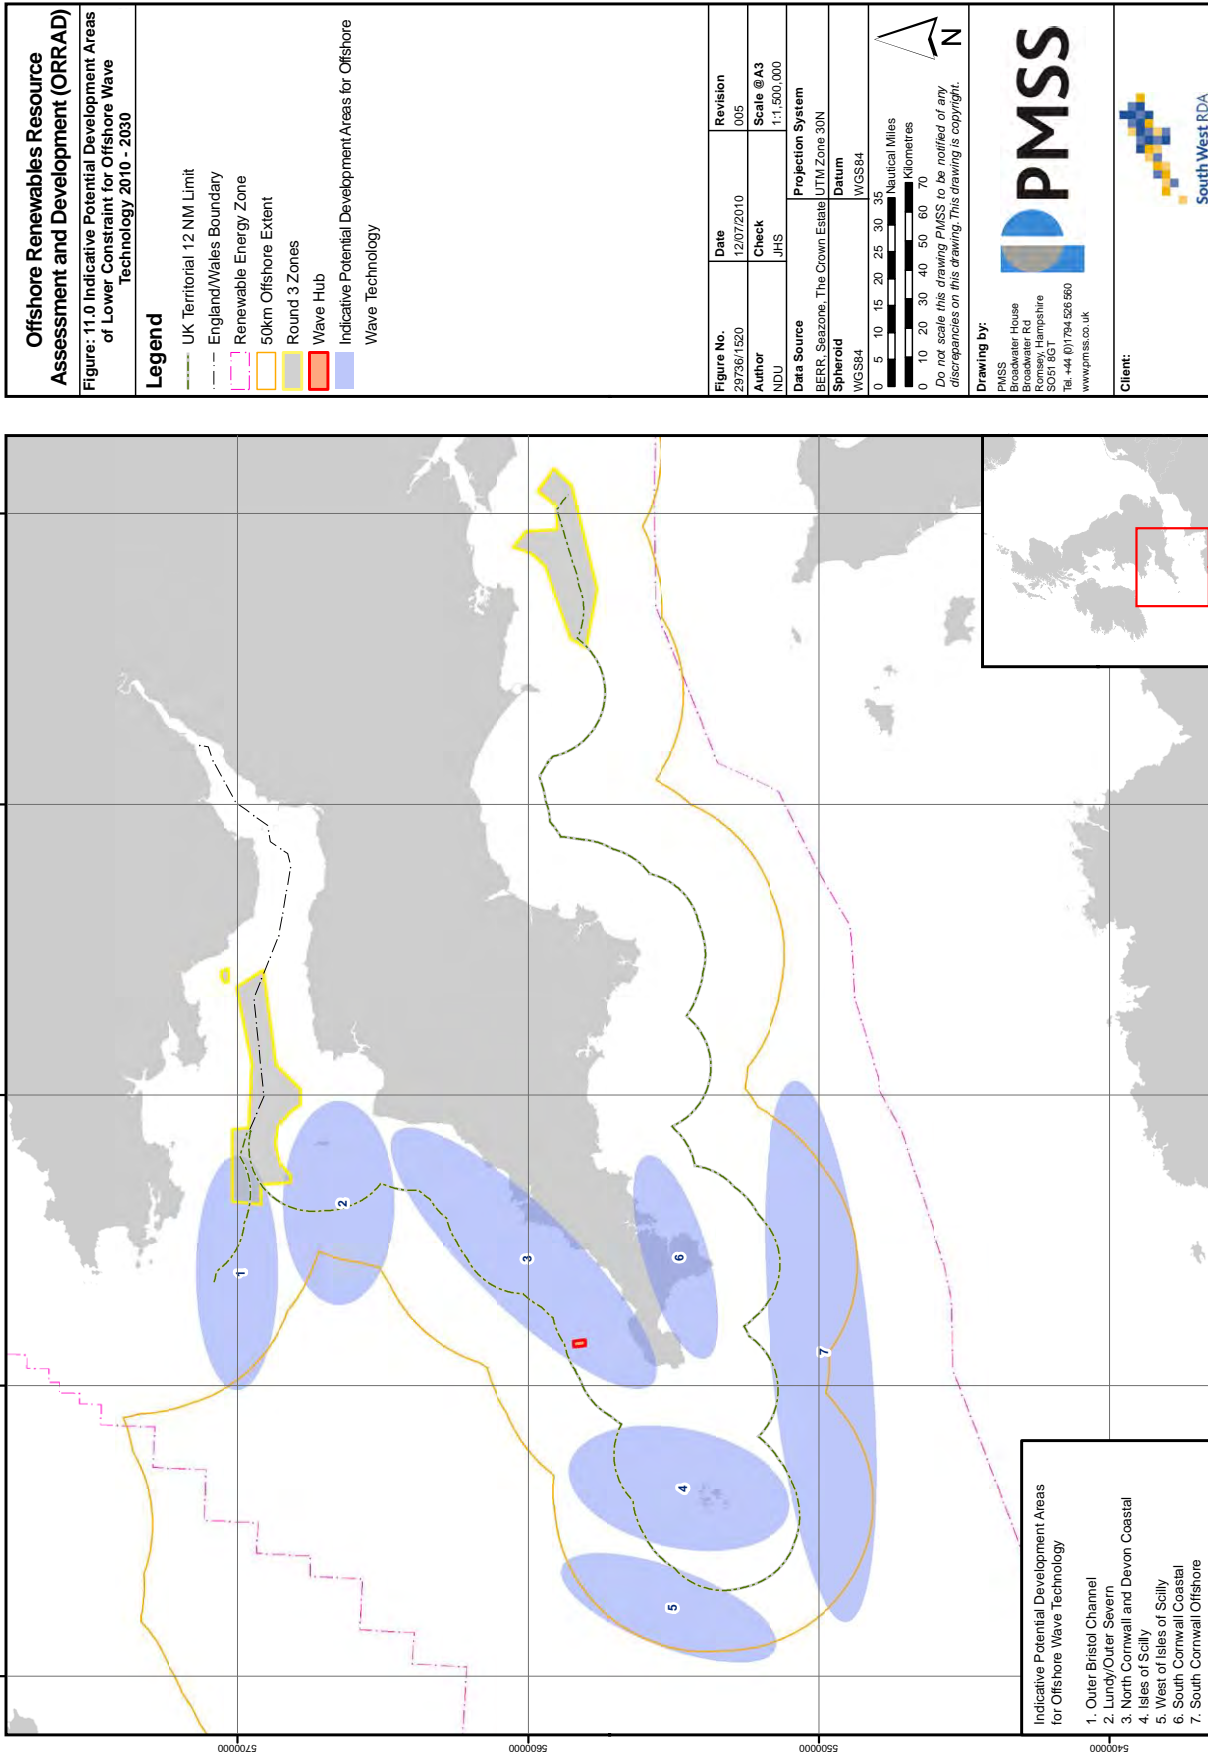 Offshore Renewables Resource
Assessment and Development (ORRAD)
Figure: 11.0 Indicative Potential Development Areas
of Lower Constraint for Offshore Wave
Technology 2010 - 2030
Legend
UK Territorial 12 NM Limit
England/Wales Boundary
Renewable Energy Zone
50km Offshore Extent
Round 3 Zones
Wave Hub
Indicative Potential Development Areas for Offshore
Wave Technology
Figure No.
29736/1520
Date
12/07/2010
Revision
005
Author
NDU
Check
JHS
Scale @A3
1:1,500,000
Data Source
BERR, Seazone, The Crown Estate
Projection System
UTM Zone 30N
Spheroid
WGS84
Datum
WGS84
0 5 10 15 20 25 30 35
Nautical Miles
Kilometres
0 10 20 30 40 50 60 70
N
Do not scale this drawing PMSS to be notified of any
discrepancies on this drawing. This drawing is copyright.
Drawing by:
PMSS
Broadwater House
Broadwater Rd
Romsey, Hampshire
SO51 8GT
Tel. +44 (0)1794 526 560
www.pmss.co.uk
PMSS
Client:
South West RDA
1
2
3
4
5
6
7
5700000
5600000
5500000
5400000
Indicative Potential Development Areas
for Offshore Wave Technology
1. Outer Bristol Channel
2. Lundy/Outer Severn
3. North Cornwall and Devon Coastal
4. Isles of Scilly
5. West of Isles of Scilly
6. South Cornwall Coastal
7. South Cornwall Offshore